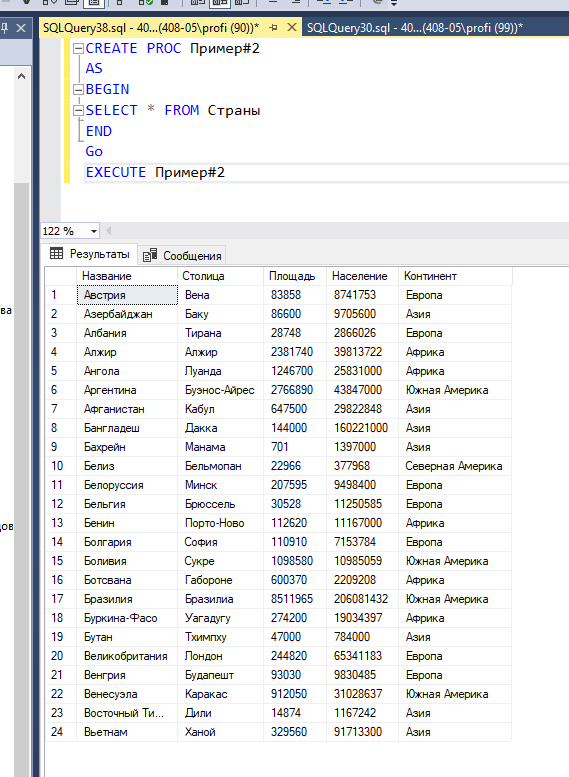 SQLQuery38.sql - 40...(408-05\profi (90))* SQLQuery30.sql - 40...(408-05\profi (99))*
CREATE PROC Пример#2
AS
BEGIN
SELECT * FROM Страны
END
Go
EXECUTE Пример#2
122 %
Результаты Сообщения
Название Столица Площадь Население Континент
1 Австрия Вена 83858 8741753 Европа
2 Азербайджан Баку 86600 9705600 Азия
3 Албания Тирана 28748 2866026 Европа
4 Алжир Алжир 2381740 39813722 Африка
5 Ангола Луанда 1246700 25831000 Африка
6 Аргентина Буэнос-Айрес 2766890 43847000 Южная Америка
7 Афганистан Кабул 647500 29822848 Азия
8 Бангладеш Дакка 144000 160221000 Азия
9 Бахрейн Манама 701 1397000 Азия
10 Белиз Бельмопан 22966 377968 Северная Америка
11 Белоруссия Минск 207595 9498400 Европа
12 Бельгия Брюссель 30528 11250585 Европа
13 Бенин Порто-Ново 112620 11167000 Африка
14 Болгария София 110910 7153784 Европа
15 Боливия Сукре 1098580 10985059 Южная Америка
16 Ботсвана Габороне 600370 2209208 Африка
17 Бразилия Бразилиа 8511965 206081432 Южная Америка
18 Буркина-Фасо Уагадугу 274200 19034397 Африка
19 Бутан Тхимпху 47000 784000 Азия
20 Великобритания Лондон 244820 65341183 Европа
21 Венгрия Будапешт 93030 9830485 Европа
22 Венесуэла Каракас 912050 31028637 Южная Америка
23 Восточный Ти... Дили 14874 1167242 Азия
24 Вьетнам Ханой 329560 91713300 Азия